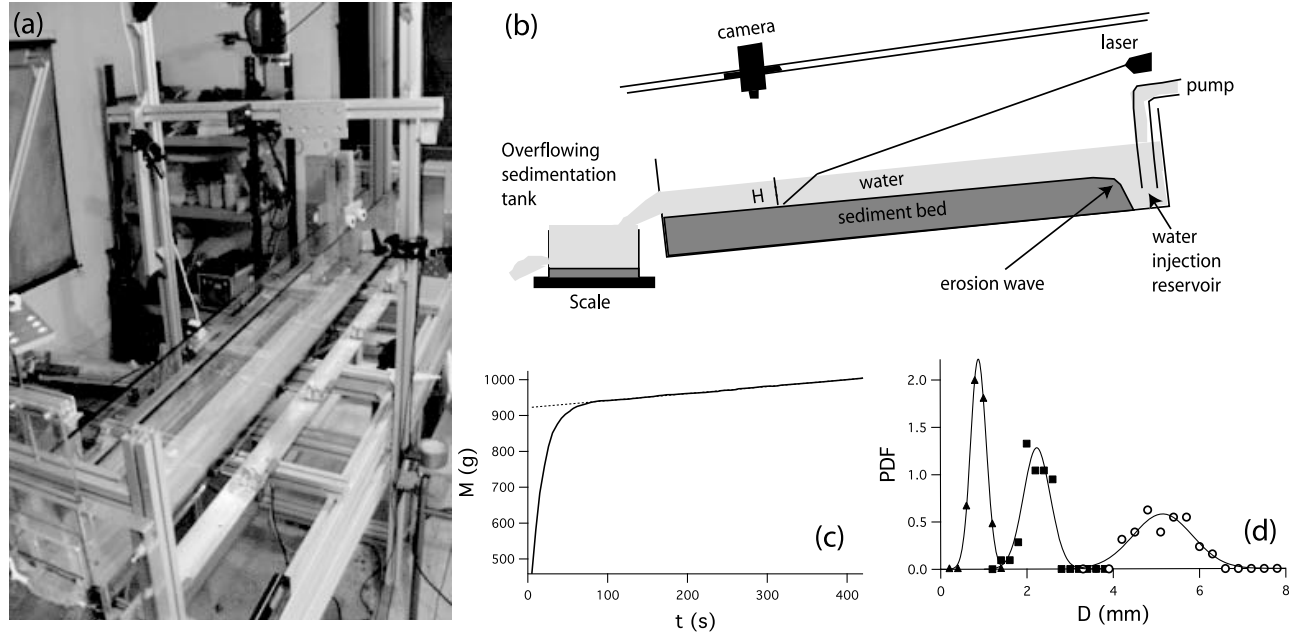 (a)
(b)
camera
laser
pump
Overflowing
sedimentation
tank
H
water
sediment bed
water
injection
reservoir
erosion wave
Scale
1000
900
800
700
600
500
M (g)
0
100
200
300
400
t (s)
(c)
2.0
1.5
1.0
0.5
0.0
PDF
0
2
4
6
8
D (mm)
(d)